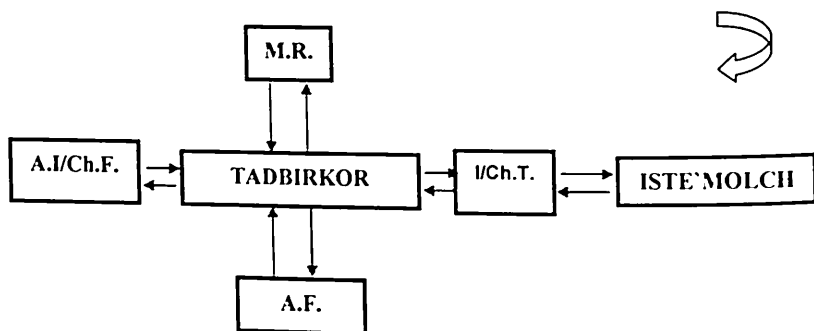 M.R.
A.I/Ch.F.
TADBIRKOR
I/Ch.T.
ISTE`MOLCH
A.F.